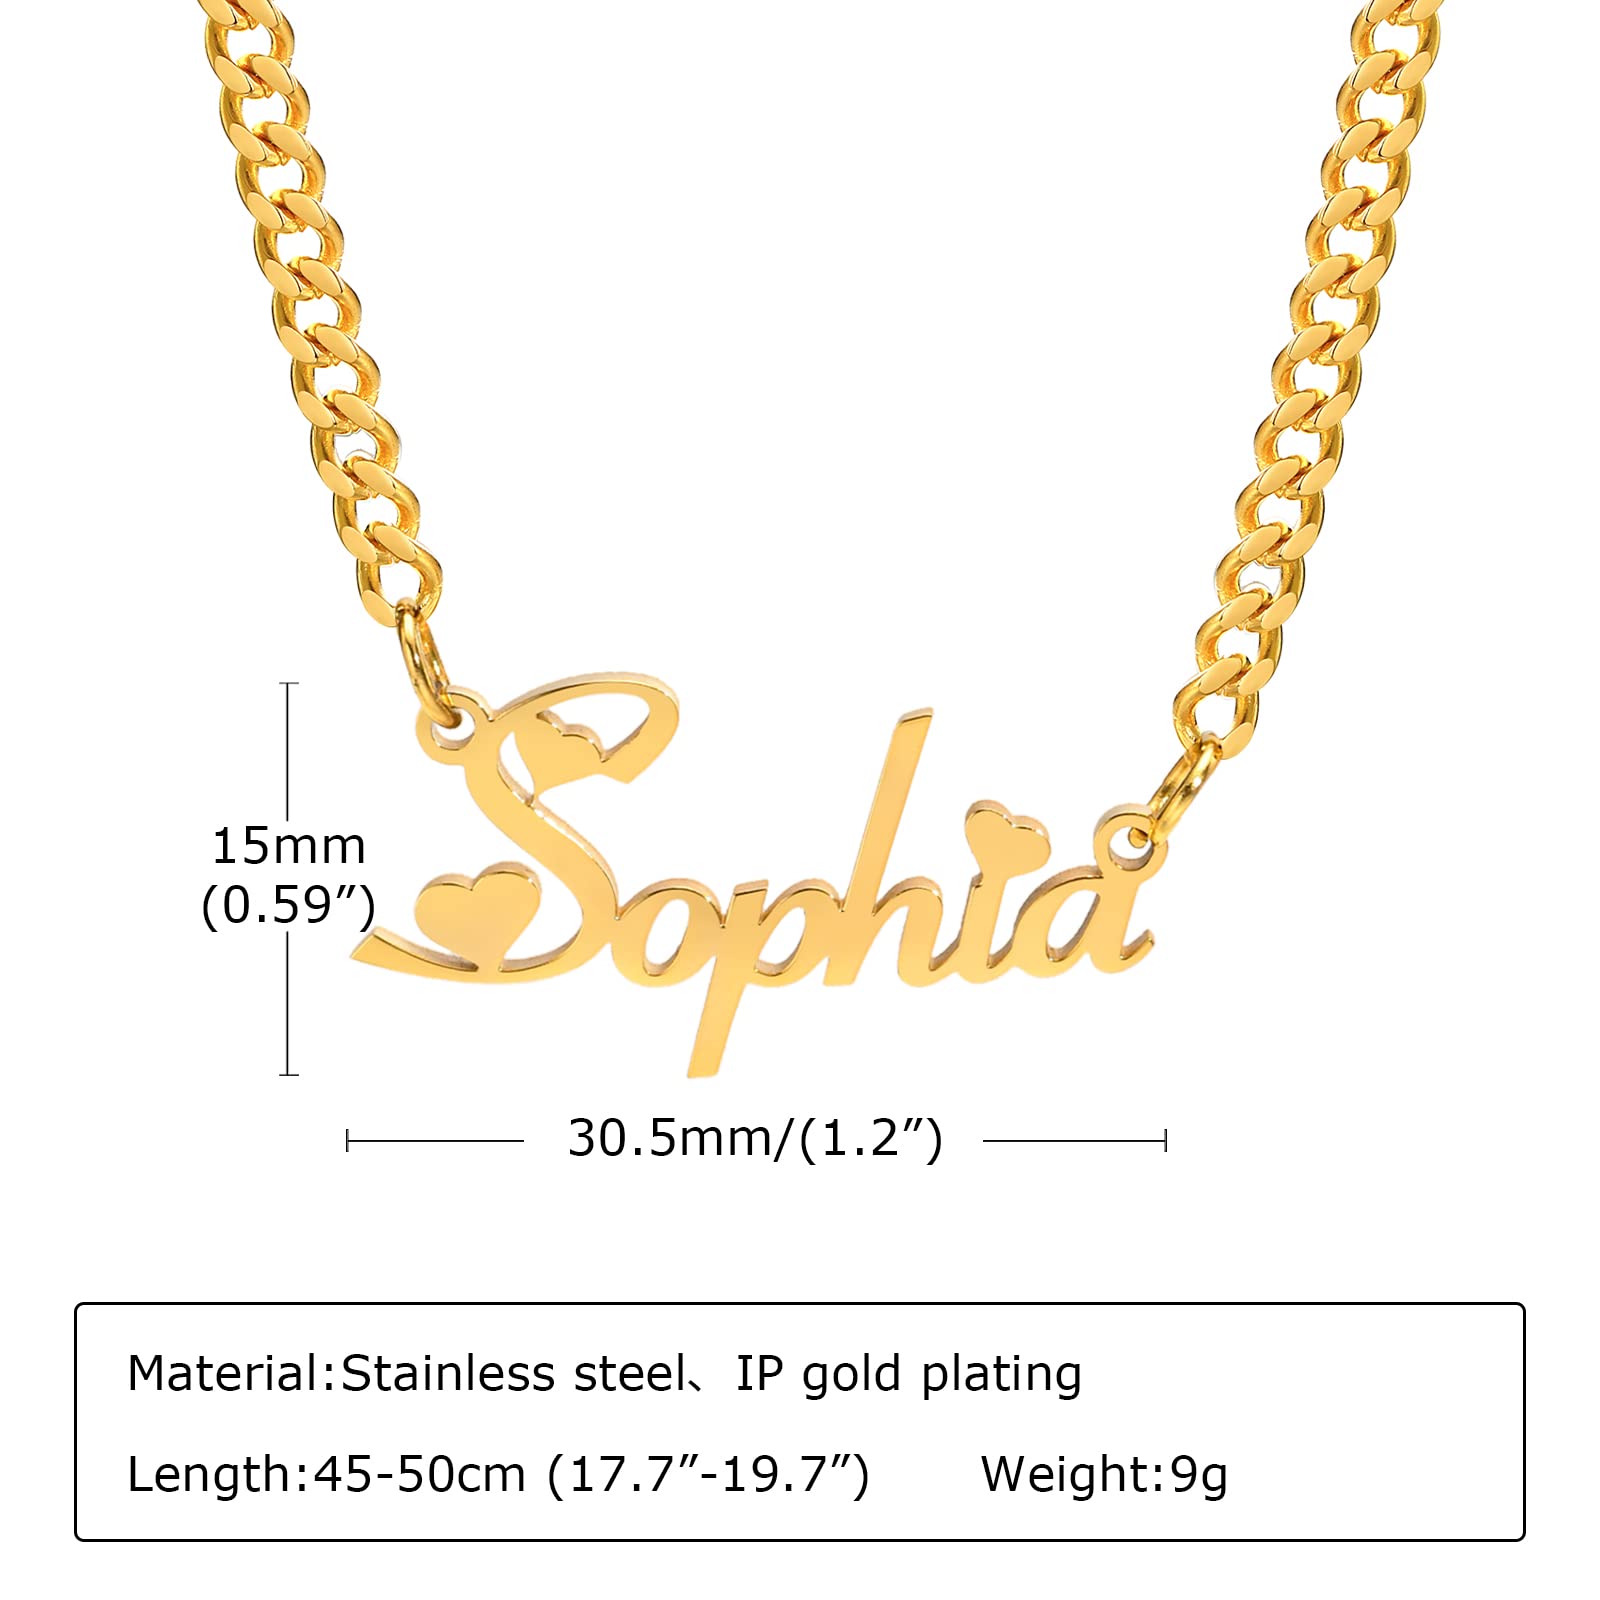 Sophia
15mm
(0.59”)
30.5mm/(1.2”)
Material:Stainless steel、IP gold plating
Length:45-50cm (17.7”-19.7”) Weight:9g